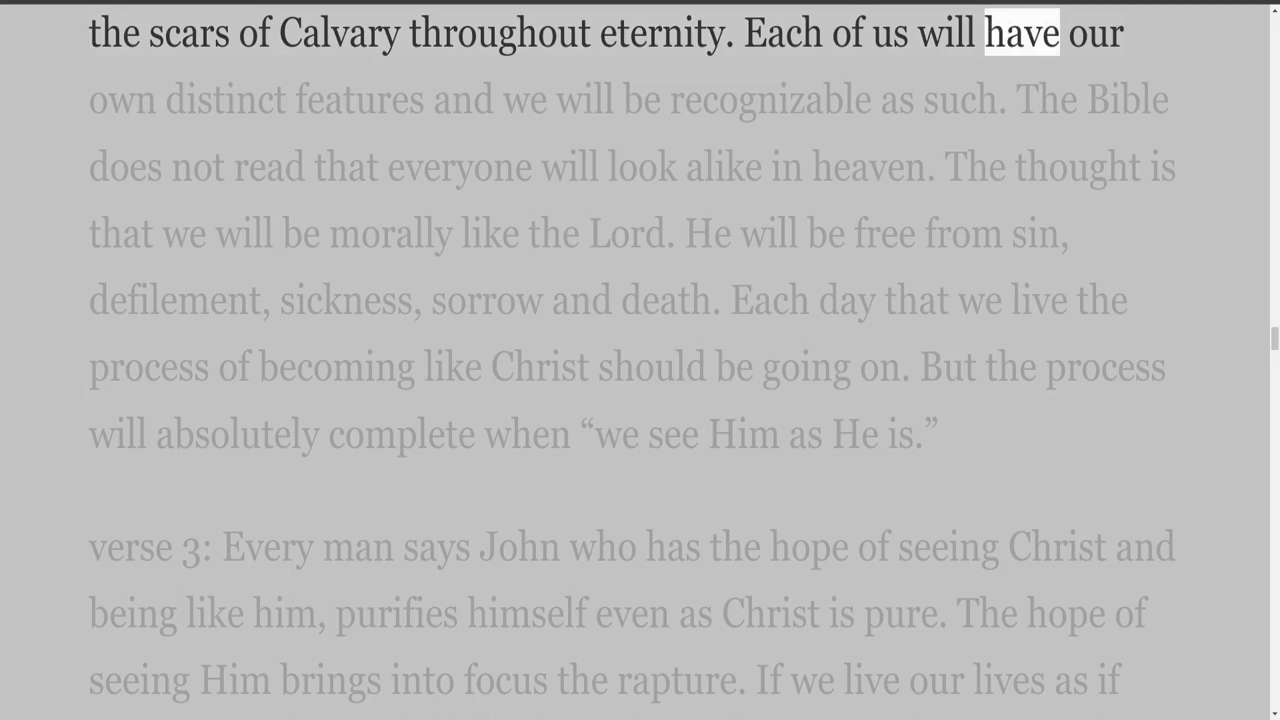 the scars of Calvary throughout eternity. Each of us will have our
own distinct features and we will be recognizable as such. The Bible
does not read that everyone will look alike in heaven. The thought is
that we will be morally like the Lord. He will be free from sin,
defilement, sickness, sorrow and death. Each day that we live the
process of becoming like Christ should be going on. But the process
will absolutely complete when “we see Him as He is.”
verse 3: Every man says John who has the hope of seeing Christ and
being like him, purifies himself even as Christ is pure. The hope of
seeing Him brings into focus the rapture. If we live our lives as if